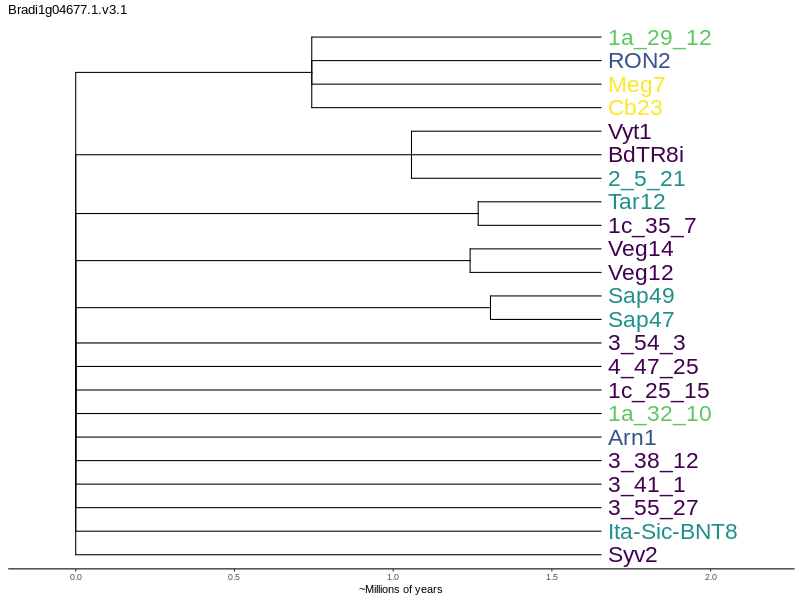 Bradi1g04677.1.v3.1
1a_29_12
RON2
Meg7
Cb23
Vyt1
BdTR8i
2_5_21
Tar12
1c_35_7
Veg14
Veg12
Sap49
Sap47
3_54_3
4_47_25
1c_25_15
1a_32_10
Arn1
3_38_12
3_41_1
3_55_27
Ita-Sic-BNT8
Syv2
0.0 0.5 1.0 1.5 2.0
~Millions of years